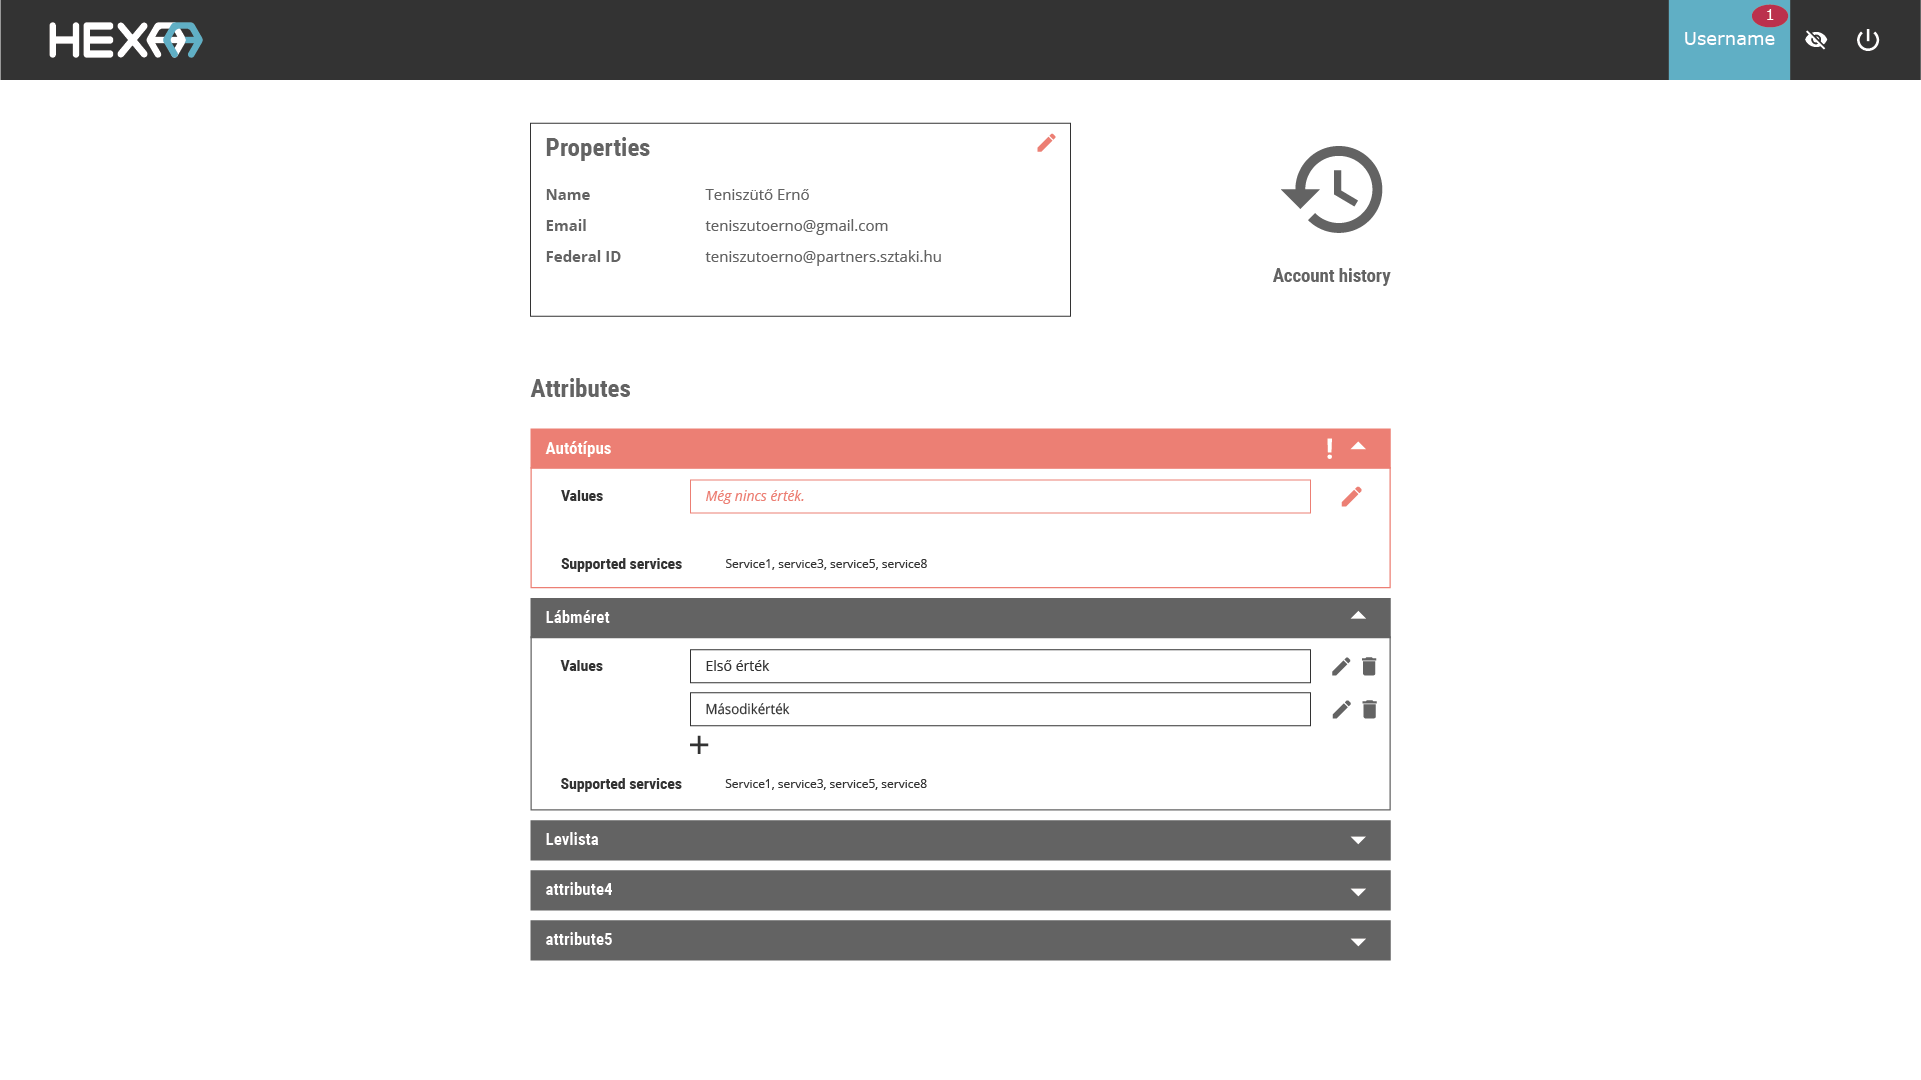 HEXAA
Username
1
Properties
Name Teniszütő Ernő
Email teniszutoerno@gmail.com
Federal ID teniszutoerno@partners.sztaki.hu
Account history
Attributes
Autótípus !
Values Még nincs érték.
Supported services Service1, service3, service5, service8
Lábméret
Values Első érték
Másodikérték
Supported services Service1, service3, service5, service8
Levlista
attribute4
attribute5